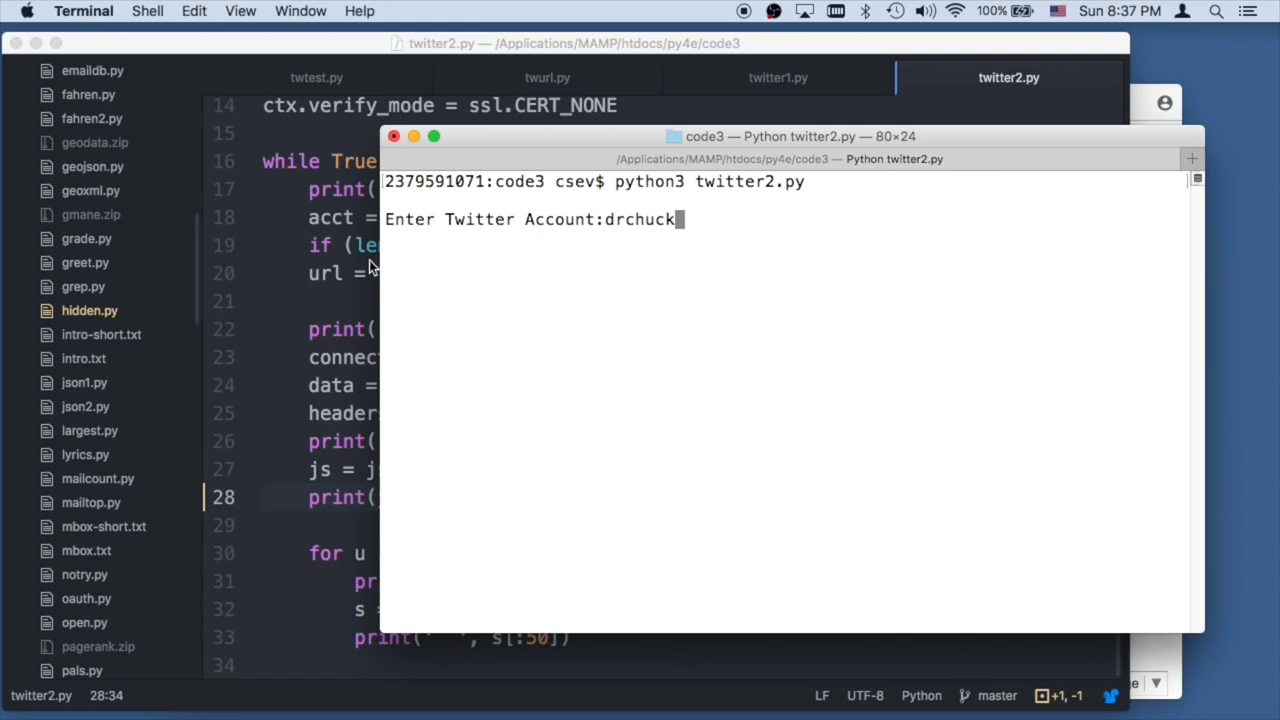 Terminal Shell Edit View Window Help 100% Sun 8:37 PM
twitter2.py — /Applications/MAMP/htdocs/py4e/code3
twtest.py twurl.py twitter1.py twitter2.py
emaildb.py
fahren.py
fahren2.py
geodata.zip
geojson.py
geoxml.py
gmane.zip
grade.py
greet.py
grep.py
hidden.py
intro-short.txt
intro.txt
json1.py
json2.py
largest.py
lyrics.py
mailcount.py
mailtop.py
mbox-short.txt
mbox.txt
notry.py
oauth.py
open.py
pagerank.zip
pals.py
14 ctx.verify_mode = ssl.CERT_NONE
15
16 while True
17 print(
18 acct =
19 if (le
20 url =
21
22 print(
23 connect
24 data =
25 headers
26 print(
27 js = j
28 print(
29
30 for u
31 pr
32 s =
33 print(' ', s[:50])
34
code3 — Python twitter2.py — 80×24
/Applications/MAMP/htdocs/py4e/code3 — Python twitter2.py
[2379591071:code3 csev$ python3 twitter2.py ]
Enter Twitter Account:drchuck
twitter2.py 28:34 LF UTF-8 Python master +1, -1